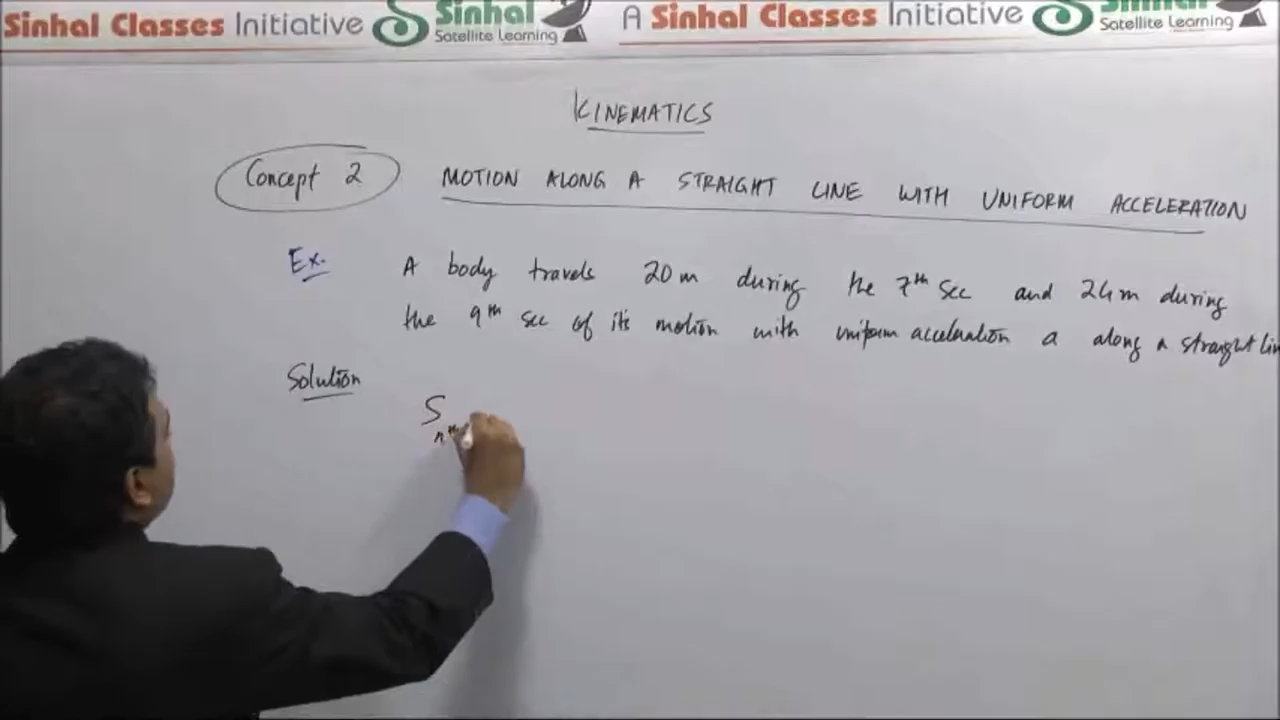 Sinhal Classes Initiative Sinhal A Sinhal Classes Initiative Sinhal
Satellite Learning Satellite Learning
KINEMATICS
Concept 2 MOTION ALONG A STRAIGHT LINE WITH UNIFORM ACCELERATION
Ex. A body travels 20 m during the 7th sec and 24 m during
the 9th sec of its motion with uniform acceleration a along a straight lin
Solution
S nth